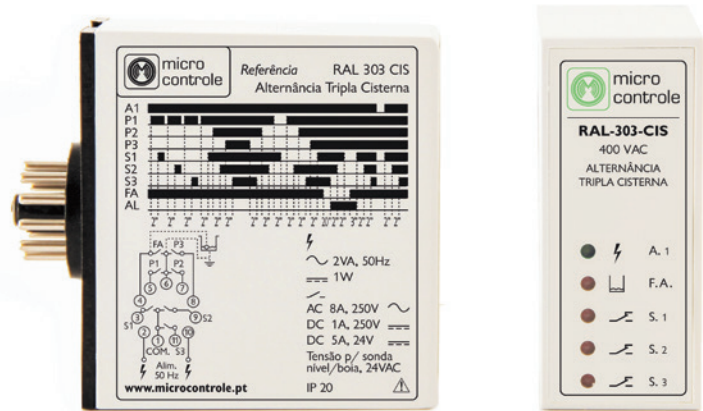 micro
controle
Referência RAL 303 CIS
Alternância Tripla Cisterna
A1
P1
P2
P3
S1
S2
S3
FA
AL
FA P3
P1 P2
5 6 7
4 8
3 9
S1 S2
2 10
1 11
COM. S3
Alim.
50 Hz
2VA, 50Hz
1W
AC 8A, 250V
DC 1A, 250V
DC 5A, 24V
Tensão p/ sonda
nivel/boia, 24VAC
www.microcontrole.pt
IP 20
micro
controle
RAL-303-CIS
400 VAC
ALTERNÂNCIA
TRIPLA CISTERNA
A. 1
F.A.
S. 1
S. 2
S. 3